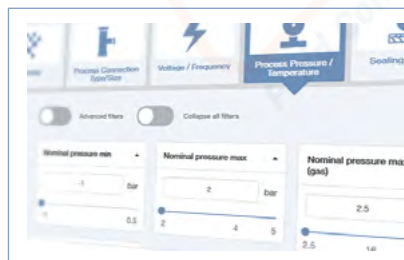 Process Connection
Type/Size
Voltage / Frequency
Process Pressure /
Temperature
Sealing
Advanced filters
Collapse all filters
Nominal pressure min
Nominal pressure max
Nominal pressure max
(gas)
-1
bar
2
bar
2.5
-1
0.5
2
4
5
2.5
16